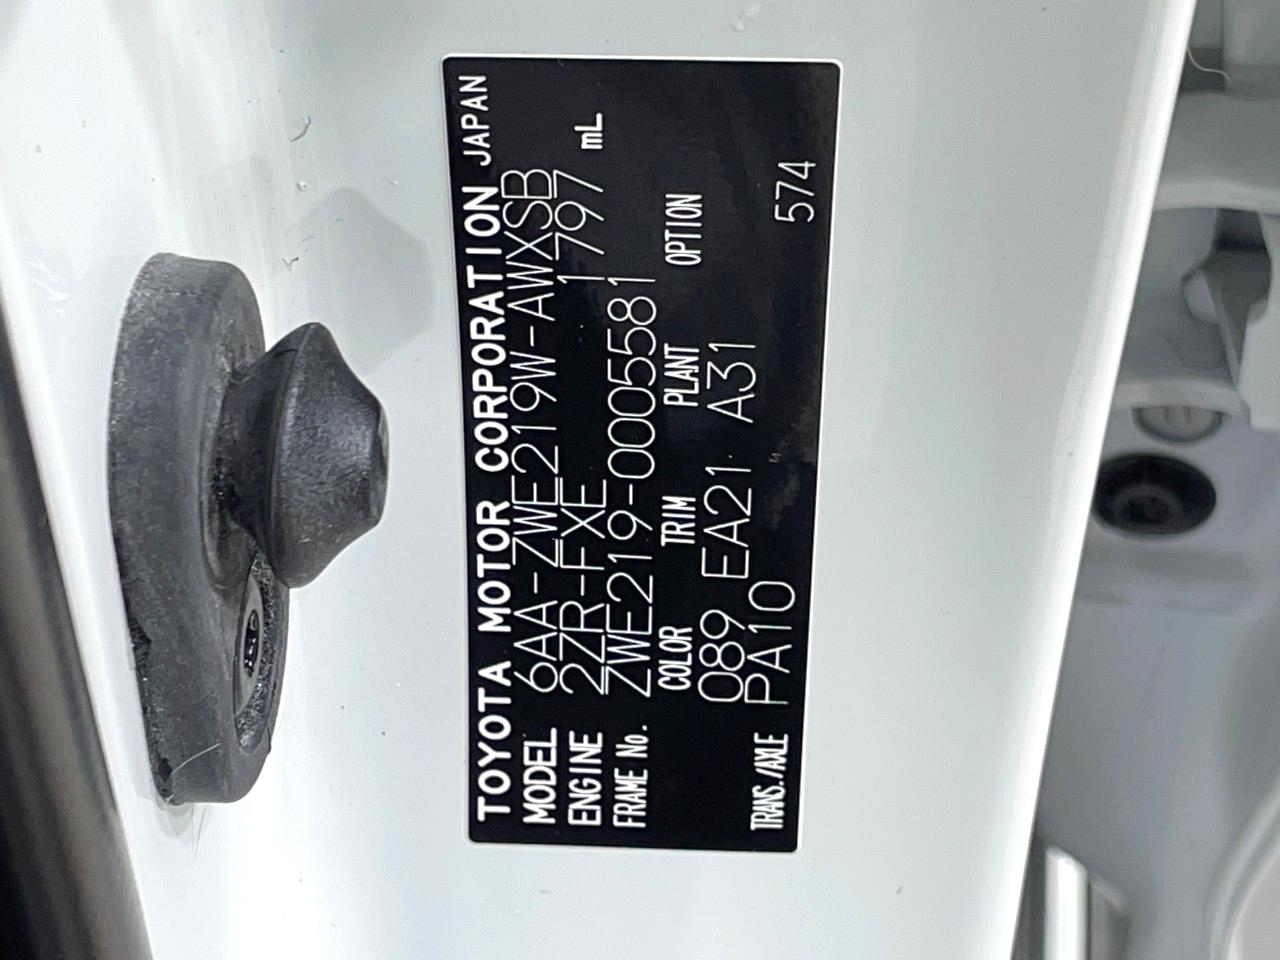 TOYOTA MOTOR CORPORATION JAPAN
MODEL 6AA-ZWE219W-AWXSB
ENGINE 2ZR-FXE 1797 mL
FRAME No. ZWE219-0005581
COLOR TRIM PLANT OPTION
089 EA21 A31
TRANS./AXLE PA10 574